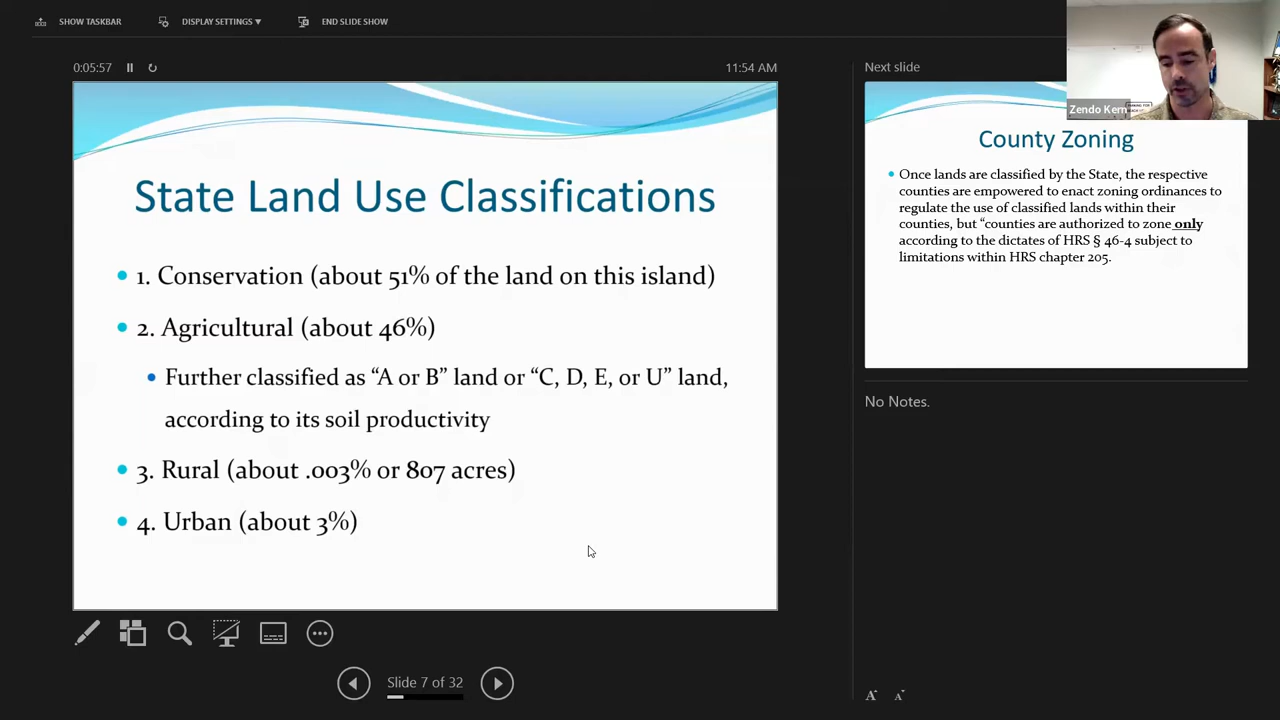 SHOW TASKBAR
DISPLAY SETTINGS ▼
END SLIDE SHOW
0:05:57
11:54 AM
State Land Use Classifications
• 1. Conservation (about 51% of the land on this island)
• 2. Agricultural (about 46%)
• Further classified as “A or B” land or “C, D, E, or U” land,
according to its soil productivity
• 3. Rural (about .003% or 807 acres)
• 4. Urban (about 3%)
Slide 7 of 32
Next slide
Zendo Kern
County Zoning
• Once lands are classified by the State, the respective
counties are empowered to enact zoning ordinances to
regulate the use of classified lands within their
counties, but “counties are authorized to zone only
according to the dictates of HRS § 46-4 subject to
limitations within HRS chapter 205.
No Notes.
A A